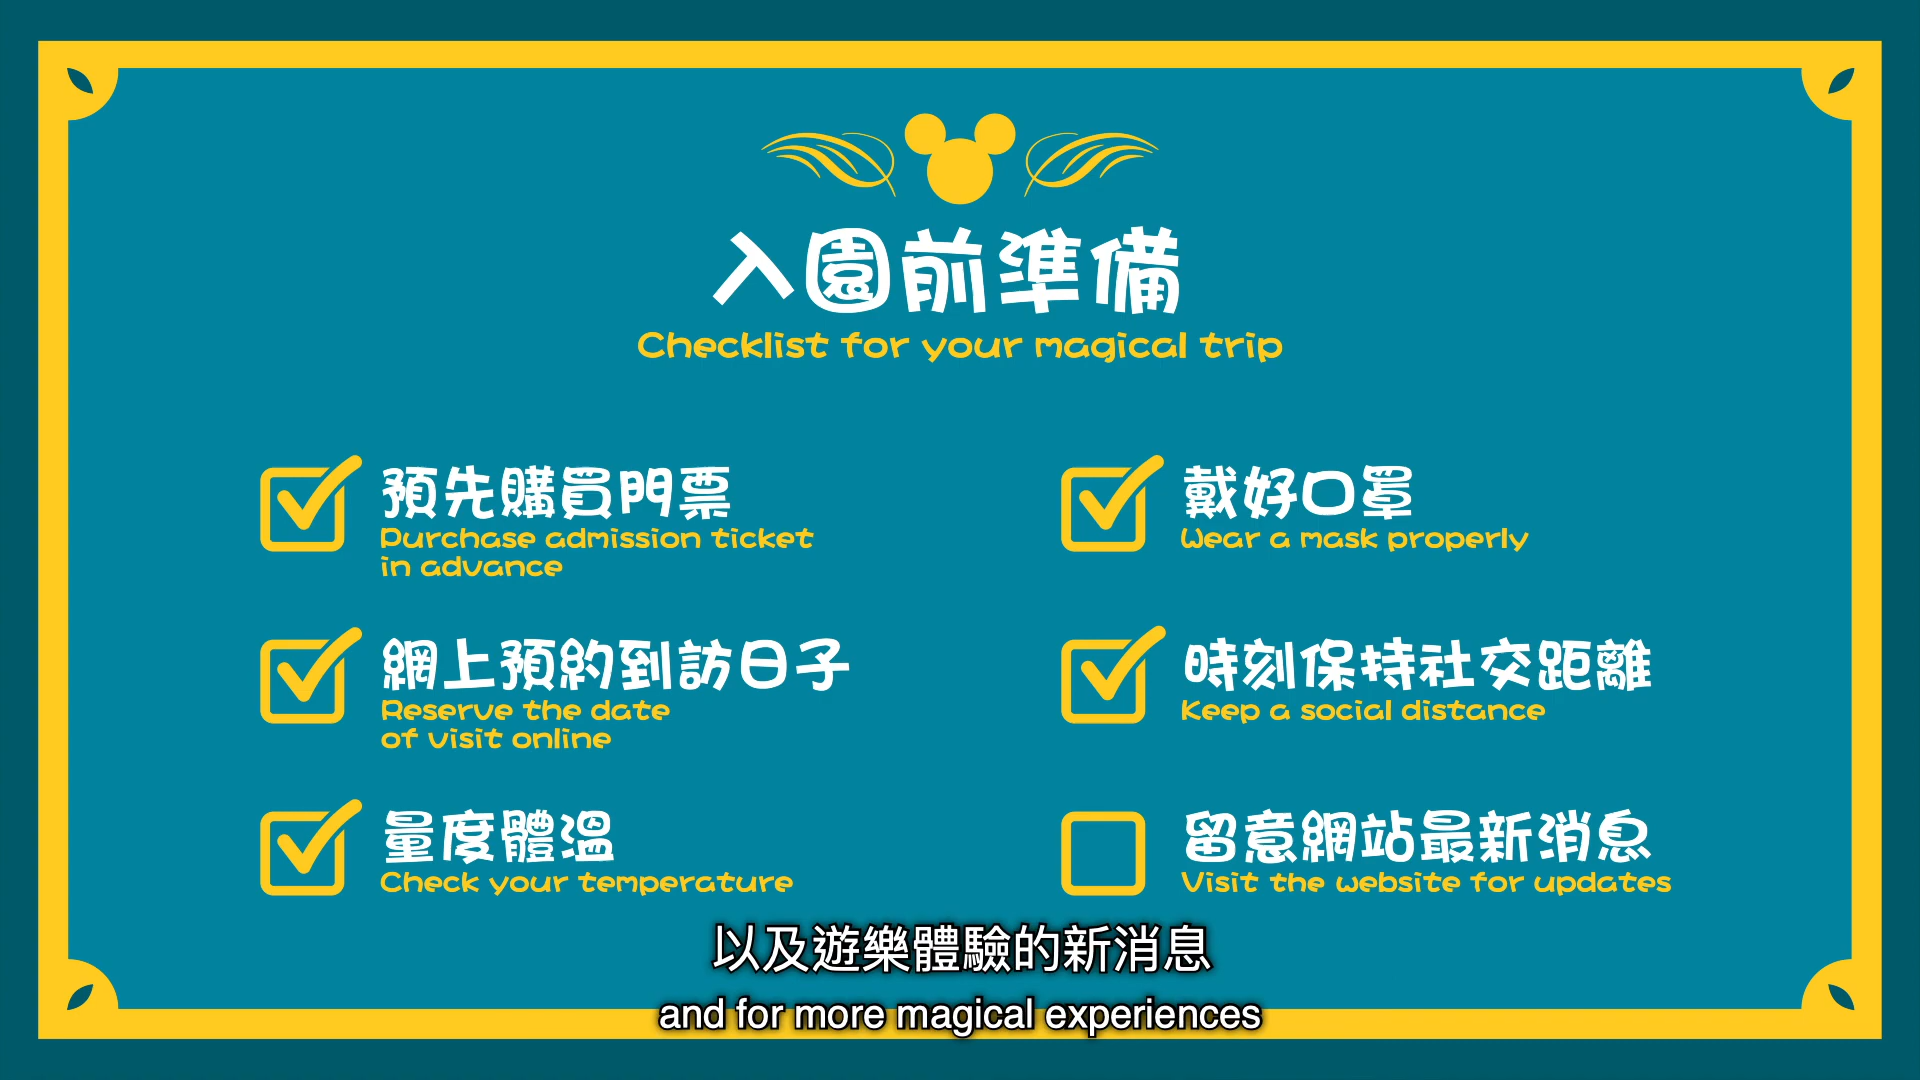 入園前準備
Checklist for your magical trip
預先購買門票
Purchase admission ticket
in advance
網上預約到訪日子
Reserve the date
of visit online
量度體溫
Check your temperature
戴好口罩
Wear a mask properly
時刻保持社交距離
Keep a social distance
留意網站最新消息
Visit the website for updates
以及遊樂體驗的新消息
and for more magical experiences